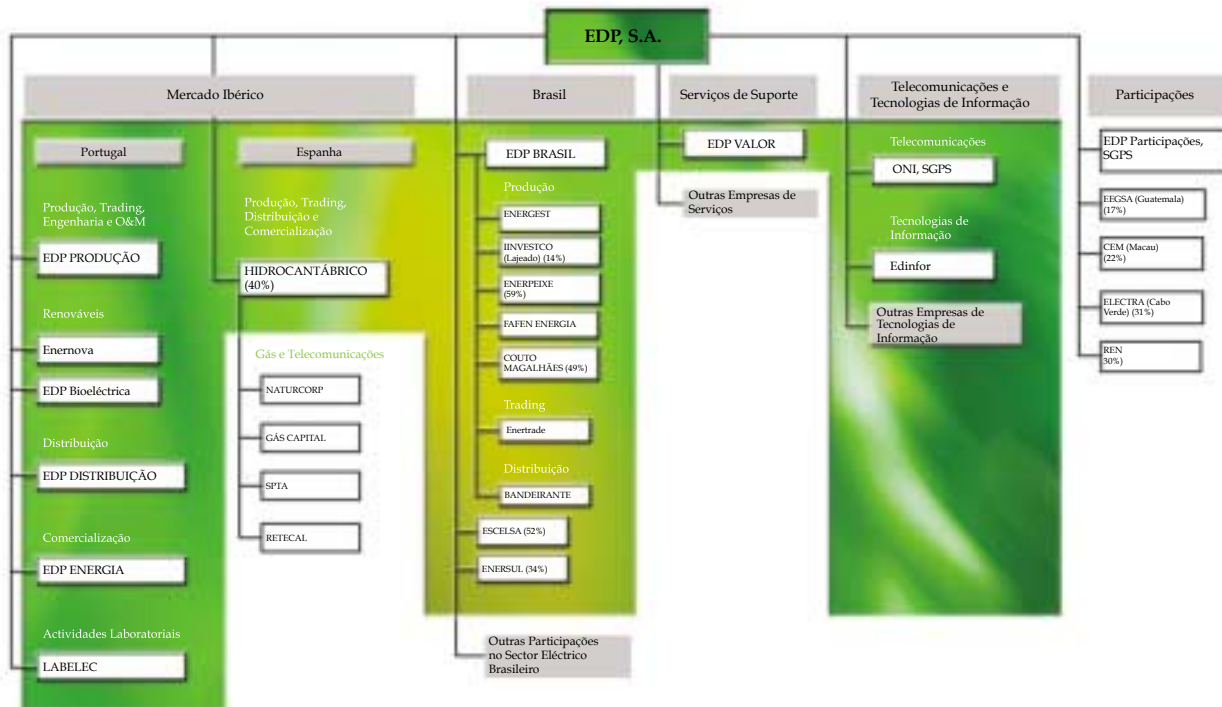 EDP, S.A.
Mercado Ibérico
Portugal
Produção, Trading,
Engenharia e O&M
EDP PRODUÇÃO
Renováveis
Enernova
EDP Bioeléctrica
Distribuição
EDP DISTRIBUIÇÃO
Comercialização
EDP ENERGIA
Actividades Laboratoriais
LABELEC
Espanha
Produção, Trading,
Distribuição e
Comercialização
HIDROCANTÁBRICO
(40%)
Gás e Telecomunicações
NATURCORP
GÁS CAPITAL
SPTA
RETECAL
Brasil
EDP BRASIL
Produção
ENERGEST
IINVESTCO
(Lajeado) (14%)
ENERPEIXE
(59%)
FAFEN ENERGIA
COUTO
MAGALHÃES (49%)
Trading
Enertrade
Distribuição
BANDEIRANTE
ESCELSA (52%)
ENERSUL (34%)
Outras Participações
no Sector Eléctrico
Brasileiro
Serviços de Suporte
EDP VALOR
Outras Empresas de
Serviços
Telecomunicações e
Tecnologias de Informação
Telecomunicações
ONI, SGPS
Tecnologias de
Informação
Edinfor
Outras Empresas de
Tecnologias de
Informação
Participações
EDP Participações,
SGPS
EEGSA (Guatemala)
(17%)
CEM (Macau)
(22%)
ELECTRA (Cabo
Verde) (31%)
REN
30%)